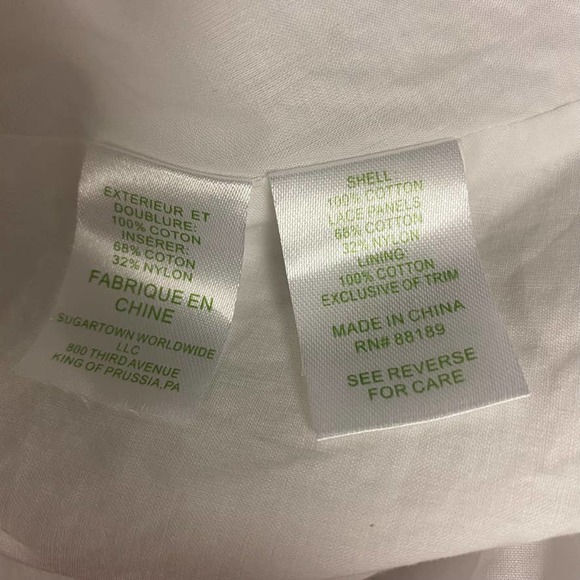 EXTERIEUR ET
DOUBLURE:
100% COTON
INSÉRER:
68% COTON
32% NYLON
FABRIQUE EN
CHINE
SUGARTOWN WORLDWIDE
LLC
800 THIRD AVENUE
KING OF PRUSSIA,PA
SHELL:
100% COTTON
LACE PANELS
68% COTTON
32% NYLON
LINING:
100% COTTON
EXCLUSIVE OF TRIM
MADE IN CHINA
RN# 88189
SEE REVERSE
FOR CARE